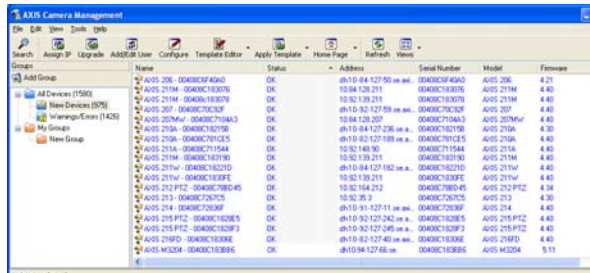 AXIS Camera Management
File Edit View Tools Help
Search Assign IP Upgrade Add/Edit User Configure Template Editor Apply Template Home Page Refresh Views
Groups
Add Group
All Devices (1580)
New Devices (975)
Warnings/Errors (1426)
My Groups
New Group
Name Status Address Serial Number Model Firmware
AXIS 206 - 00408C6F40A0 OK 00408C6F40A0 AXIS 206 4.21
AXIS 211M - 00408C183076 OK 10.84.128.211 00408C183076 AXIS 211M 4.40
AXIS 211M - 00408C183078 OK 10.92.139.211 00408C183078 AXIS 211M 4.40
AXIS 207 - 00408C70C92F OK 00408C70C92F AXIS 207 4.40
AXIS 207MW - 00408C7104A3 OK 10.84.128.207 00408C7104A3 AXIS 207MW 4.40
AXIS 210A - 00408C18215B OK 00408C18215B AXIS 210A 4.30
AXIS 210A - 00408C781CE5 OK 00408C781CE5 AXIS 210A 4.40
AXIS 211A - 00408C711544 OK 10.92.148.90 00408C711544 AXIS 211A 4.40
AXIS 211M - 00408C183190 OK 10.92.139.211 00408C183190 AXIS 211M 4.40
AXIS 211W - 00408C18221D OK 00408C18221D AXIS 211W 4.40
AXIS 211W - 00408C1830FE OK 10.92.139.211 00408C1830FE AXIS 211W 4.40
AXIS 212 PTZ - 00408C78BD45 OK 10.92.164.212 00408C78BD45 AXIS 212 PTZ 4.34
AXIS 213 - 00408C7267C5 OK 10.92.35.3 00408C7267C5 AXIS 213 4.30
AXIS 214 - 00408C72836F OK 00408C72836F AXIS 214 4.40
AXIS 215 PTZ - 00408C1828E5 OK 00408C1828E5 AXIS 215 PTZ 4.40
AXIS 215 PTZ - 00408C1828F3 OK 00408C1828F3 AXIS 215 PTZ 4.40
AXIS 216FD - 00408C18306E OK 00408C18306E AXIS 216FD 4.40
AXIS M3204 - 00408C183BB6 OK 00408C183BB6 AXIS M3204 5.11